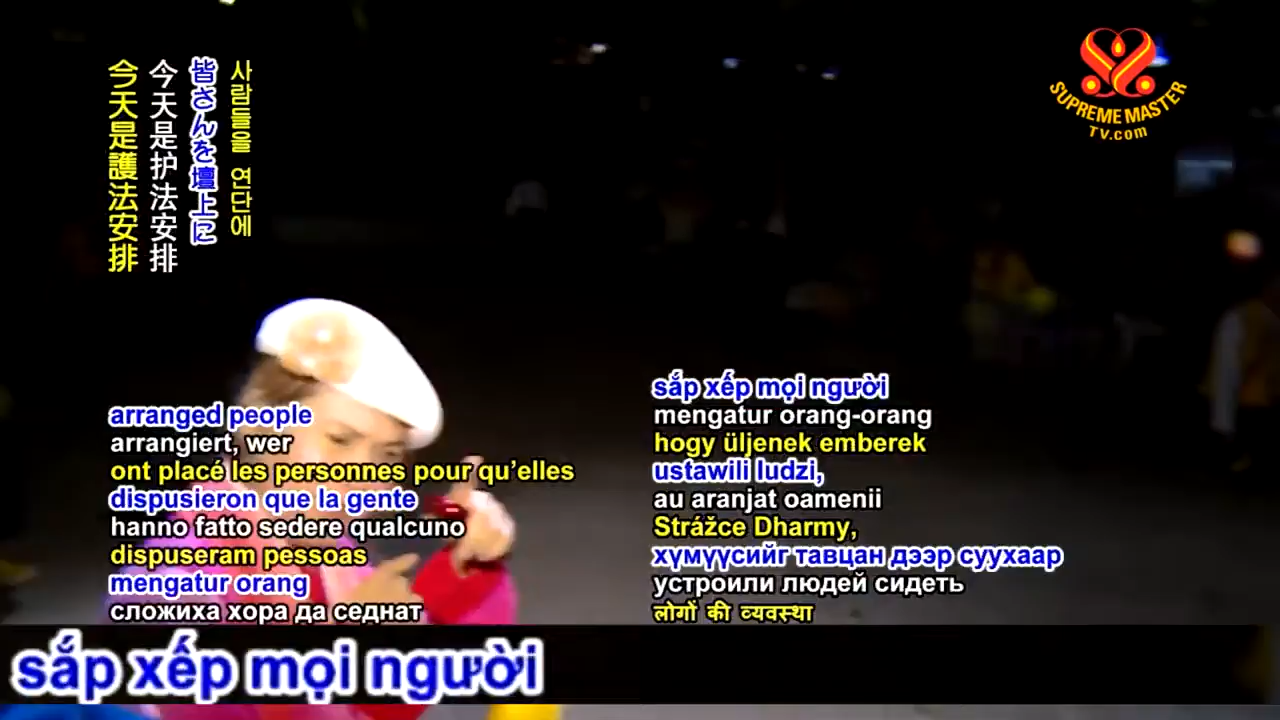 今天是護法安排
今天是护法安排
皆さんを壇上に
사람들을 연단에
SUPREME MASTER
TV.com
arranged people
arrangiert, wer
ont placé les personnes pour qu’elles
dispusieron que la gente
hanno fatto sedere qualcuno
dispuseram pessoas
mengatur orang
сложиха хора да седнат
sắp xếp mọi người
mengatur orang-orang
hogy üljenek emberek
ustawili ludzi,
au aranjat oamenii
Strážce Dharmy,
хүмүүсийг тавцан дээр суухаар
устроили людей сидеть
लोगों की व्यवस्था
sắp xếp mọi người